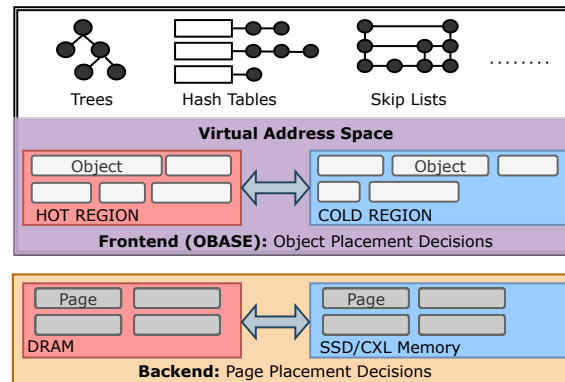 Trees
Hash Tables
Skip Lists
........
Virtual Address Space
Object
Object
HOT REGION
COLD REGION
Frontend (OBASE): Object Placement Decisions
Page
Page
DRAM
SSD/CXL Memory
Backend: Page Placement Decisions